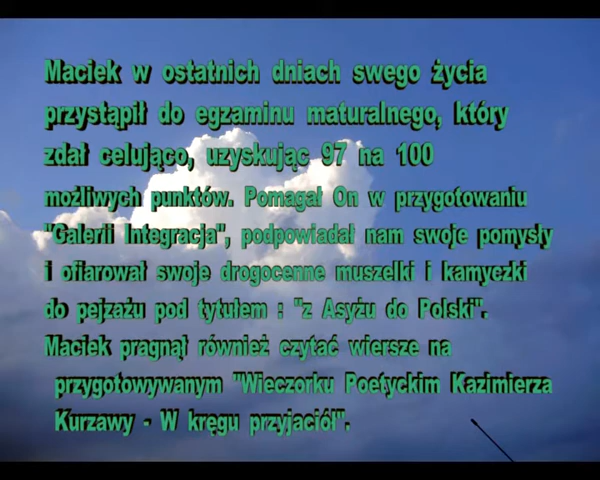 Maciek w ostatnich dniach swego życia
przystąpił do egzaminu maturalnego, który
zdał celująco, uzyskując 97 na 100
możliwych punktów. Pomagał On w przygotowaniu
"Galerii Integracja", podpowiadał nam swoje pomysły
i ofiarował swoje drogocenne muszelki i kamyczki
do pejzażu pod tytułem : "z Asyżu do Polski".
Maciek pragnął również czytać wiersze na
przygotowywanym "Wieczorku Poetyckim Kazimierza
Kurzawy - W kręgu przyjaciół".